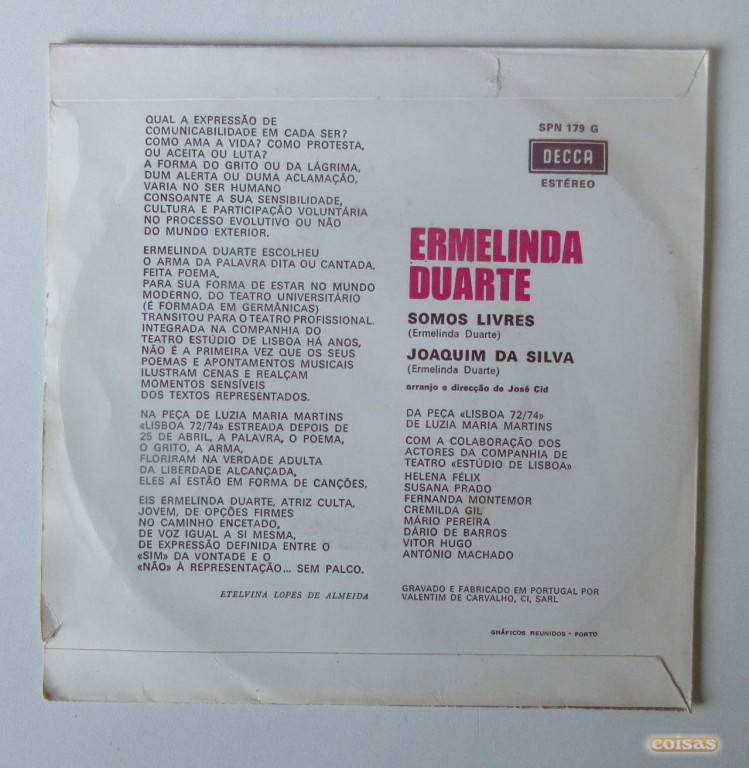 QUAL A EXPRESSÃO DE
COMUNICABILIDADE EM CADA SER?
COMO AMA A VIDA? COMO PROTESTA,
OU ACEITA OU LUTA?
A FORMA DO GRITO OU DA LÁGRIMA,
DUM ALERTA OU DUMA ACLAMAÇÃO,
VARIA NO SER HUMANO
CONSOANTE A SUA SENSIBILIDADE,
CULTURA E PARTICIPAÇÃO VOLUNTÁRIA
NO PROCESSO EVOLUTIVO OU NÃO
DO MUNDO EXTERIOR.
ERMELINDA DUARTE ESCOLHEU
O ARMA DA PALAVRA DITA OU CANTADA,
FEITA POEMA,
PARA SUA FORMA DE ESTAR NO MUNDO
MODERNO. DO TEATRO UNIVERSITÁRIO
(É FORMADA EM GERMÂNICAS)
TRANSITOU PARA O TEATRO PROFISSIONAL.
INTEGRADA NA COMPANHIA DO
TEATRO ESTÚDIO DE LISBOA HÁ ANOS,
NÃO É A PRIMEIRA VEZ QUE OS SEUS
POEMAS E APONTAMENTOS MUSICAIS
ILUSTRAM CENAS E REALÇAM
MOMENTOS SENSÍVEIS
DOS TEXTOS REPRESENTADOS.
NA PEÇA DE LUZIA MARIA MARTINS
«LISBOA 72/74» ESTREADA DEPOIS DE
25 DE ABRIL, A PALAVRA, O POEMA,
O GRITO, A ARMA,
FLORIRAM NA VERDADE ADULTA
DA LIBERDADE ALCANÇADA,
ELES AÍ ESTÃO EM FORMA DE CANÇÕES.
EIS ERMELINDA DUARTE, ATRIZ CULTA,
JOVEM, DE OPÇÕES FIRMES
NO CAMINHO ENCETADO,
DE VOZ IGUAL A SI MESMA,
DE EXPRESSÃO DEFINIDA ENTRE O
«SIM» DA VONTADE E O
«NÃO» À REPRESENTAÇÃO... SEM PALCO.
ETELVINA LOPES DE ALMEIDA
SPN 179 G
DECCA
ESTÉREO
ERMELINDA
DUARTE
SOMOS LIVRES
(Ermelinda Duarte)
JOAQUIM DA SILVA
(Ermelinda Duarte)
arranjo e direcção de José Cid
DA PEÇA «LISBOA 72/74»
DE LUZIA MARIA MARTINS
COM A COLABORAÇÃO DOS
ACTORES DA COMPANHIA DE
TEATRO «ESTÚDIO DE LISBOA»
HELENA FÉLIX
SUSANA PRADO
FERNANDA MONTEMOR
CREMILDA GIL
MÁRIO PEREIRA
DÁRIO DE BARROS
VITOR HUGO
ANTÓNIO MACHADO
GRAVADO E FABRICADO EM PORTUGAL POR
VALENTIM DE CARVALHO, CI, SARL
GRÁFICOS REUNIDOS - PORTO
coisas